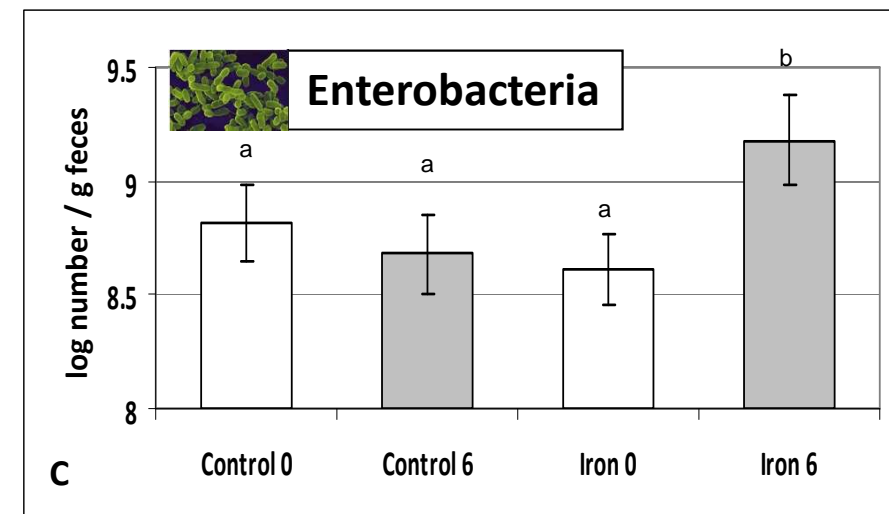 Enterobacteria
log number / g feces
9.5
9
8.5
8
a
a
a
b
Control 0
Control 6
Iron 0
Iron 6
C